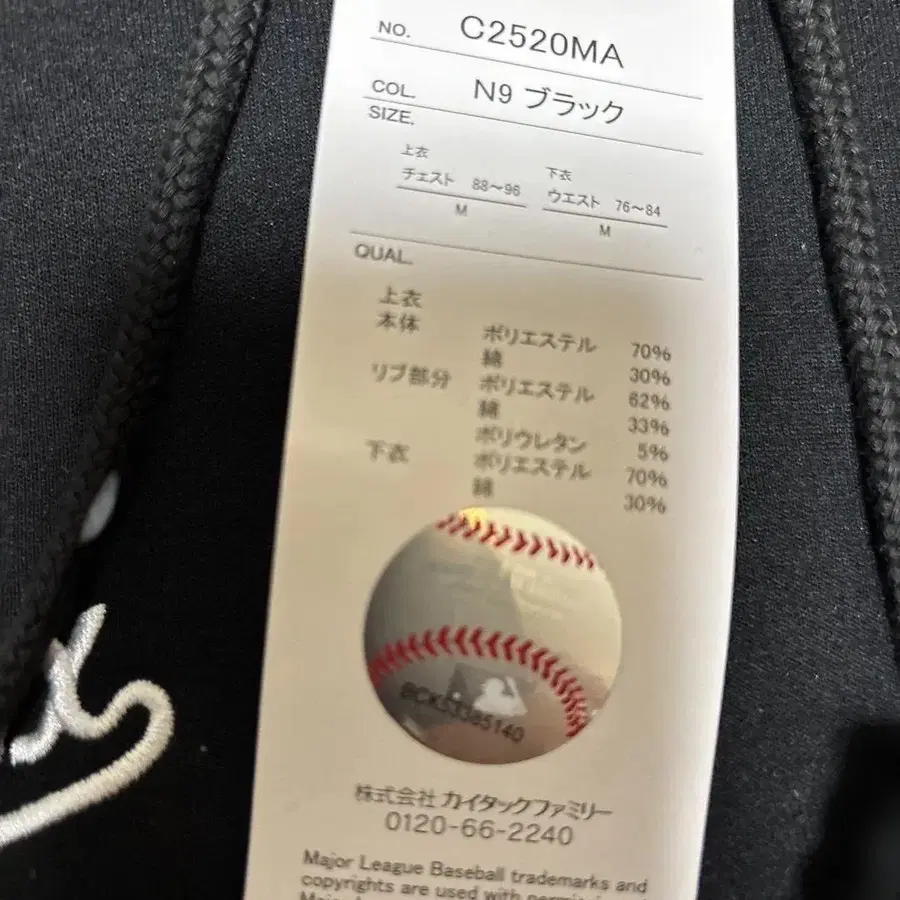 NO. C2520MA
COL. N9 ブラック
SIZE.
上衣 下衣
チェスト 88～96 ウエスト 76～84
M M
QUAL.
上衣
本体 ポリエステル 70%
綿 30%
リブ部分 ポリエステル 62%
綿 33%
ポリウレタン 5%
下衣 ポリエステル 70%
綿 30%
株式会社 カイタックファミリー
0120-66-2240
Major League Baseball trademarks and
copyrights are used with